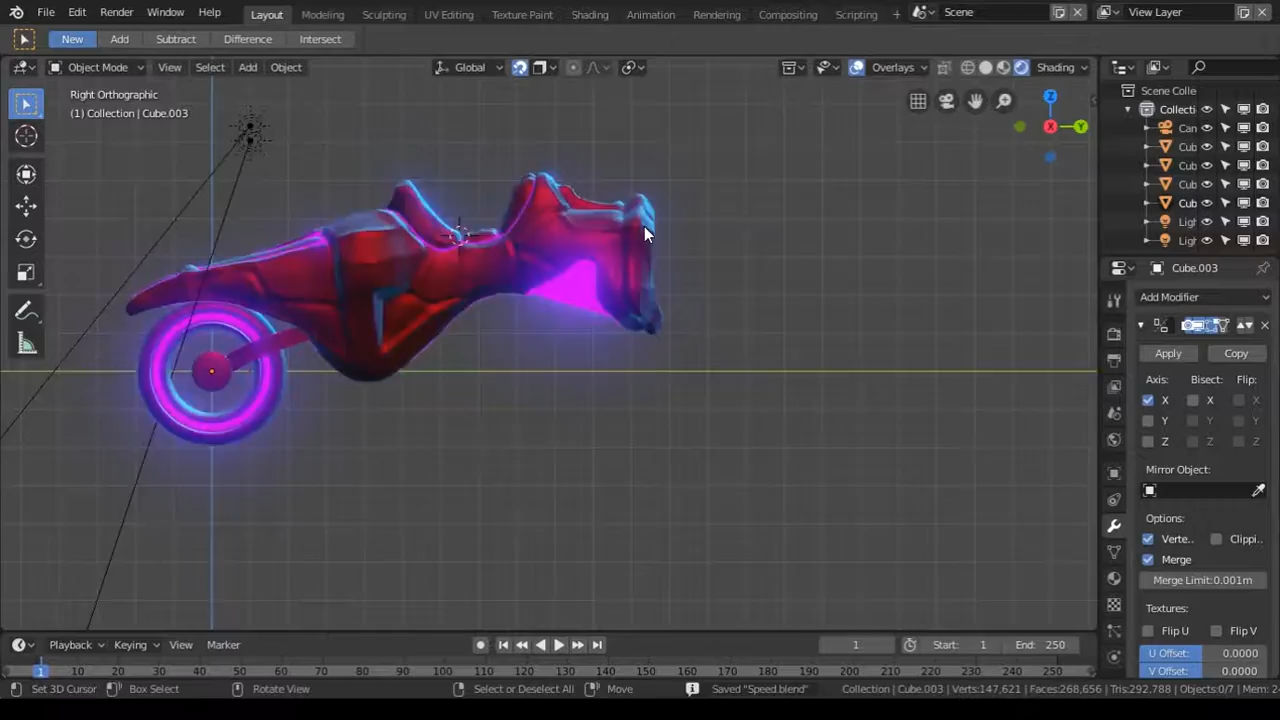 File Edit Render Window Help Layout Modeling Sculpting UV Editing Texture Paint Shading Animation Rendering Compositing Scripting + Scene View Layer
New Add Subtract Difference Intersect
Object Mode View Select Add Object Global Overlays Shading
Right Orthographic
(1) Collection | Cube.003
Z
X
Y
Scene Colle
Collecti
Can
Cub
Cub
Cub
Cub
Ligh
Ligh
Cube.003
Add Modifier
Apply Copy
Axis: Bisect: Flip:
X X X
Y Y Y
Z Z Z
Mirror Object:
Options:
Verte.. Clippi..
Merge
Merge Limit:0.001m
Textures:
Flip U Flip V
U Offset: 0.0000
V Offset: 0.0000
Playback Keying View Marker 1 Start: 1 End: 250
1 10 20 30 40 50 60 70 80 90 100 110 120 130 140 150 160 170 180 190 200 210 220 230 240 250
Set 3D Cursor Box Select Rotate View Select or Deselect All Move Saved "Speed.blend" Collection | Cube.003 | Verts:147,621 | Faces:268,656 | Tris:292,788 | Objects:0/7 | Mem: 2